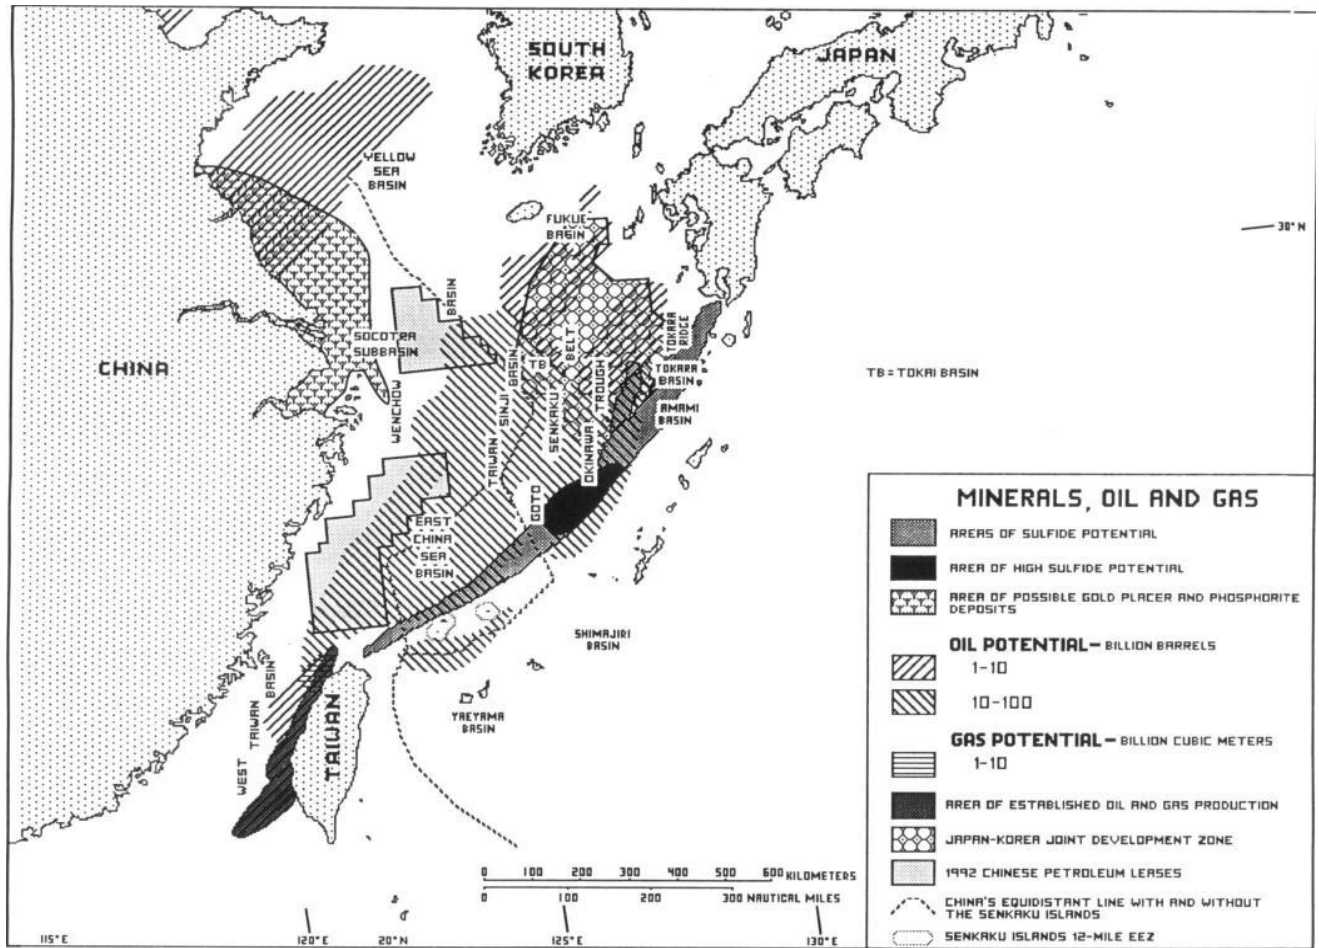 SOUTH
KOREA
JAPAN
YELLOW
SEA
BASIN
FUKUE
BASIN
30°N
BASIN
SOCOTRA
SUBBASIN
CHINA
WENCHOW
TAIWAN
SINJI BASIN
TB
SENKAKU
BELT
OKINAWA
TROUGH
TOKARA
RIDGE
TOKARA
BASIN
AMAMI
BASIN
TB = TOKAI BASIN
GOTO
EAST
CHINA
SEA
BASIN
SHIMAJIRI
BASIN
YAEYAMA
BASIN
WEST TAIWAN BASIN
TAIWAN
MINERALS, OIL AND GAS
AREAS OF SULFIDE POTENTIAL
AREA OF HIGH SULFIDE POTENTIAL
AREA OF POSSIBLE GOLD PLACER AND PHOSPHORITE
DEPOSITS
OIL POTENTIAL — BILLION BARRELS
1-10
10-100
GAS POTENTIAL — BILLION CUBIC METERS
1-10
AREA OF ESTABLISHED OIL AND GAS PRODUCTION
JAPAN-KOREA JOINT DEVELOPMENT ZONE
1992 CHINESE PETROLEUM LEASES
CHINA'S EQUIDISTANT LINE WITH AND WITHOUT
THE SENKAKU ISLANDS
SENKAKU ISLANDS 12-MILE EEZ
0 100 200 300 400 500 600 KILOMETERS
0 100 200 300 NAUTICAL MILES
115°E
120°E
20°N
125°E
130°E